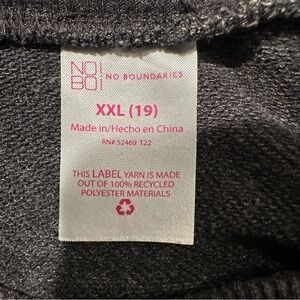 NO!
BO!
NO BOUNDARIES
XXL (19)
Made in/Hecho en China
RN# 52469 T22
THIS LABEL YARN IS MADE
OUT OF 100% RECYCLED
POLYESTER MATERIALS